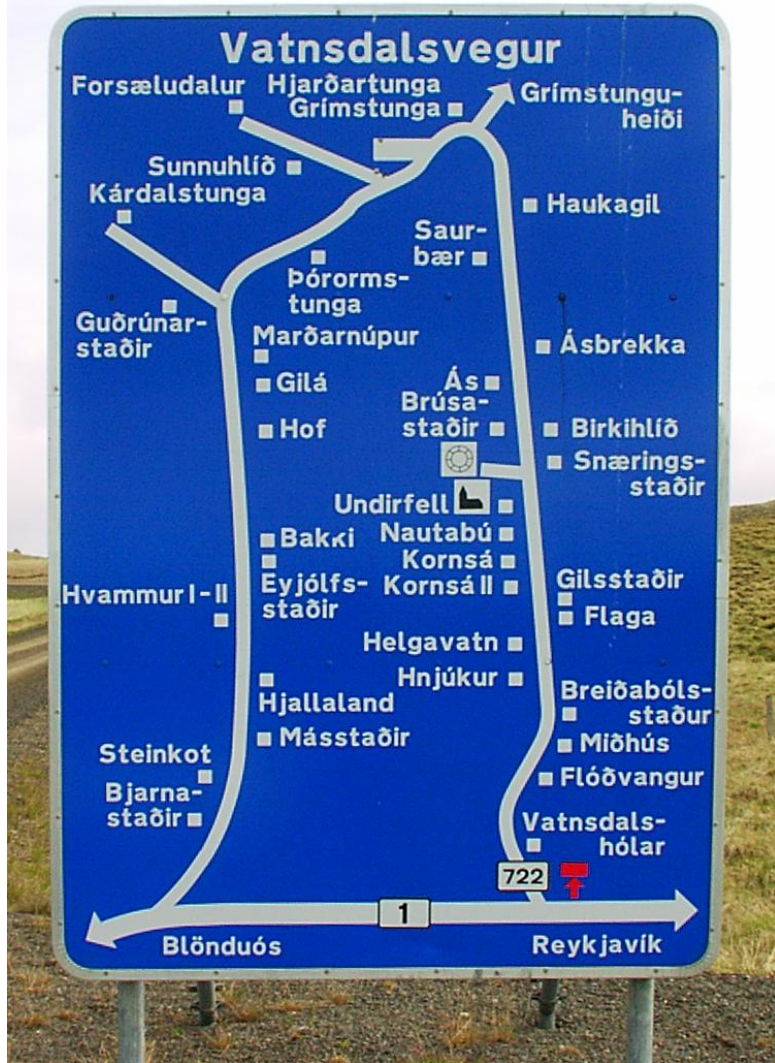 Vatnsdalsvegur
Forsæludalur
Hjarðartunga
Grímstunga
Grímstungu-
heiði
Sunnuhlíð
Kárdalstunga
Haukagil
Saur-
bær
Þórorms-
tunga
Guðrúnar-
staðir
Marðarnúpur
Ásbrekka
Gilá
Ás
Brúsa-
staðir
Hof
Birkihlíð
Snærings-
staðir
Undirfell
Nautabú
Bakki
Kornsá
Eyjólfs-
staðir
Kornsá II
Gilsstaðir
Hvammur I-II
Flaga
Helgavatn
Hnjúkur
Hjallaland
Breiðabóls-
staður
Másstaðir
Miðhús
Steinkot
Flóðvangur
Bjarna-
staðir
Vatnsdals-
hólar
722
1
Blönduós
Reykjavík